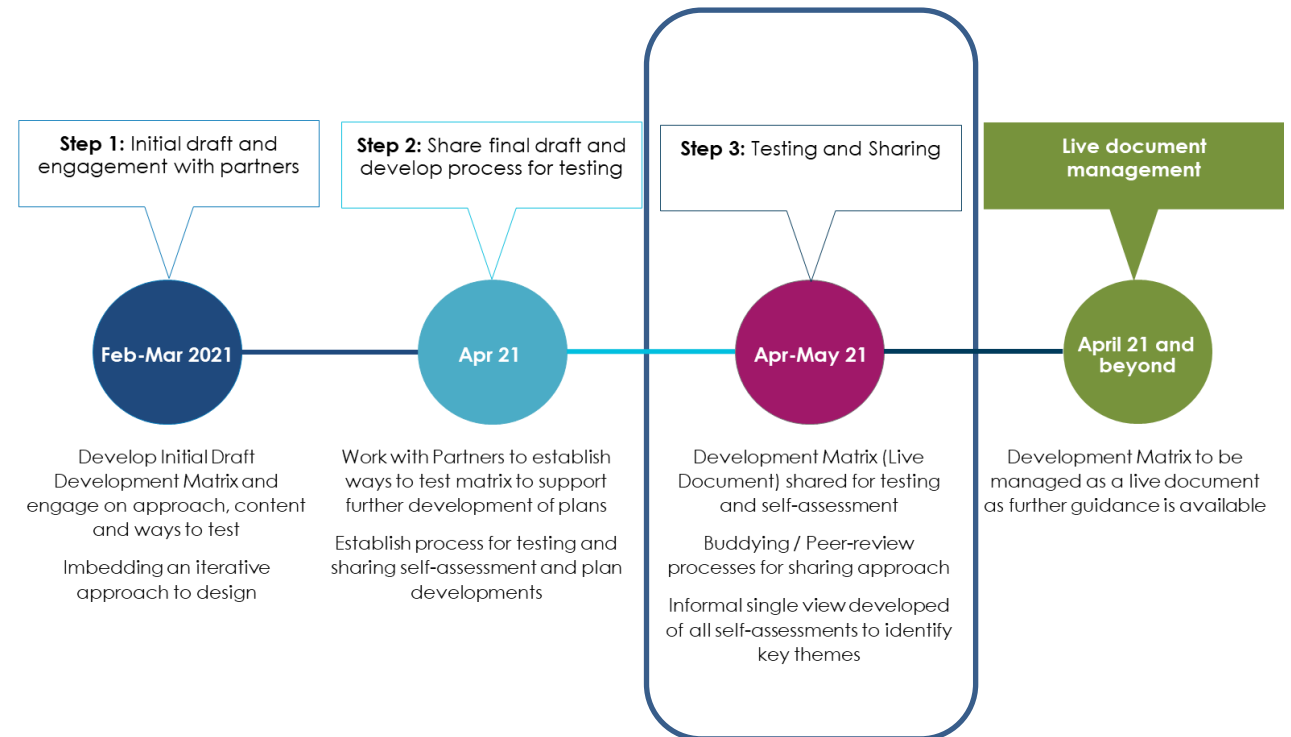 Step 1: Initial draft and
engagement with partners
Step 2: Share final draft and
develop process for testing
Step 3: Testing and Sharing
Live document
management
Feb-Mar 2021
Apr 21
Apr-May 21
April 21 and
beyond
Develop Initial Draft
Development Matrix and
engage on approach, content
and ways to test
Imbedding an iterative
approach to design
Work with Partners to establish
ways to test matrix to support
further development of plans
Establish process for testing and
sharing self-assessment and plan
developments
Development Matrix (Live
Document) shared for testing
and self-assessment
Buddying / Peer-review
processes for sharing approach
Informal single view developed
of all self-assessments to identify
key themes
Development Matrix to be
managed as a live document
as further guidance is available